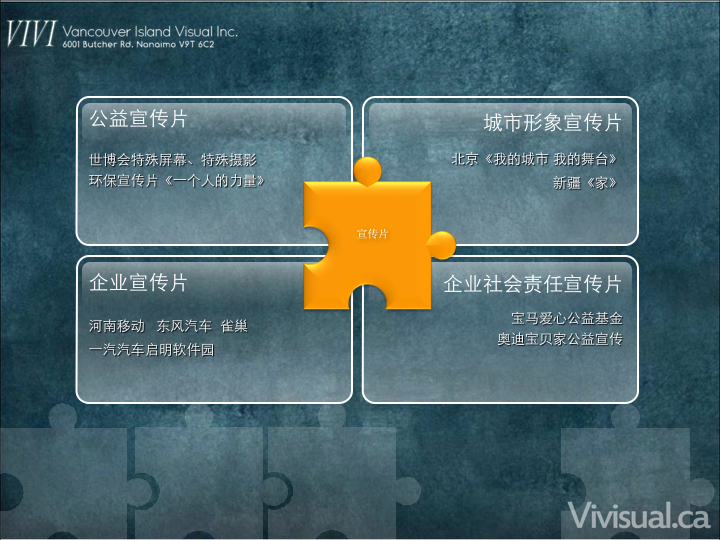 VIVI Vancouver Island Visual Inc.
6001 Butcher Rd. Nanaimo V9T 6C2
公益宣传片
世博会特殊屏幕、特殊摄影
环保宣传片《一个人的力量》
城市形象宣传片
北京《我的城市 我的舞台》
新疆《家》
宣传片
企业宣传片
河南移动 东风汽车 雀巢
一汽汽车启明软件园
企业社会责任宣传片
宝马爱心公益基金
奥迪宝贝家公益宣传
Vivisual.ca